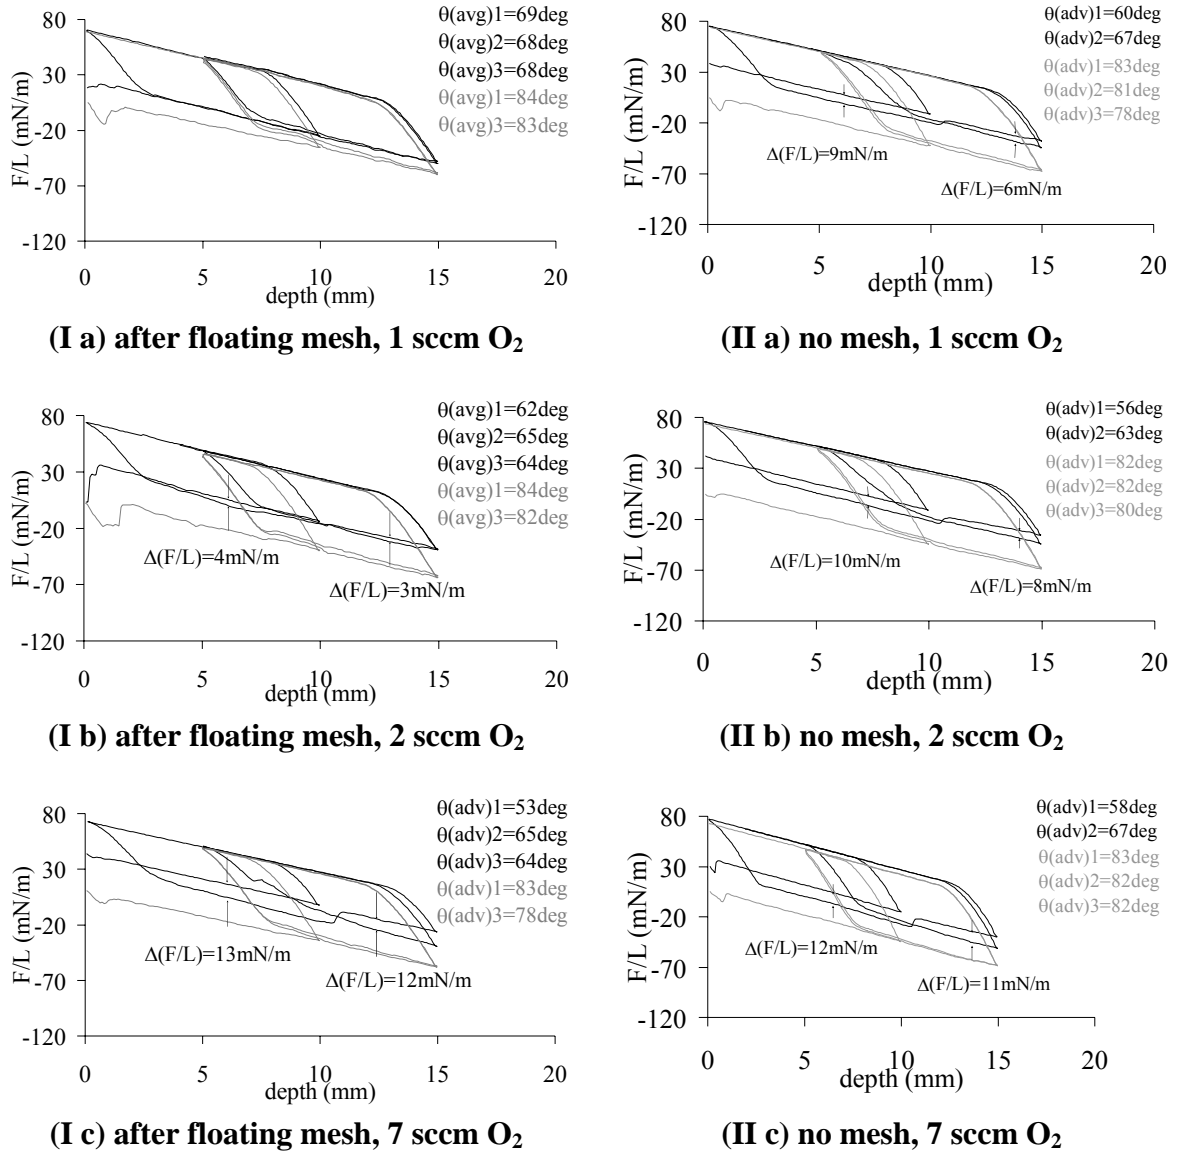 80
30
-20
-70
-120
F/L (mN/m)
0
5
10
15
20
depth (mm)
θ(avg)1=69deg
θ(avg)2=68deg
θ(avg)3=68deg
θ(avg)1=84deg
θ(avg)3=83deg
(I a) after floating mesh, 1 sccm O₂
80
30
-20
-70
-120
F/L (mN/m)
0
5
10
15
20
depth (mm)
θ(adv)1=60deg
θ(adv)2=67deg
θ(adv)1=83deg
θ(adv)2=81deg
θ(adv)3=78deg
Δ(F/L)=9mN/m
Δ(F/L)=6mN/m
(II a) no mesh, 1 sccm O₂
80
30
-20
-70
-120
F/L (mN/m)
0
5
10
15
20
depth (mm)
θ(avg)1=62deg
θ(avg)2=65deg
θ(avg)3=64deg
θ(avg)1=84deg
θ(avg)3=82deg
Δ(F/L)=4mN/m
Δ(F/L)=3mN/m
(I b) after floating mesh, 2 sccm O₂
80
30
-20
-70
-120
F/L (mN/m)
0
5
10
15
20
depth (mm)
θ(adv)1=56deg
θ(adv)2=63deg
θ(adv)1=82deg
θ(adv)2=82deg
θ(adv)3=80deg
Δ(F/L)=10mN/m
Δ(F/L)=8mN/m
(II b) no mesh, 2 sccm O₂
80
30
-20
-70
-120
F/L (mN/m)
0
5
10
15
20
depth (mm)
θ(adv)1=53deg
θ(adv)2=65deg
θ(adv)3=64deg
θ(adv)1=83deg
θ(adv)3=78deg
Δ(F/L)=13mN/m
Δ(F/L)=12mN/m
(I c) after floating mesh, 7 sccm O₂
80
30
-20
-70
-120
F/L (mN/m)
0
5
10
15
20
depth (mm)
θ(adv)1=58deg
θ(adv)2=67deg
θ(adv)1=83deg
θ(adv)2=82deg
θ(adv)3=82deg
Δ(F/L)=12mN/m
Δ(F/L)=11mN/m
(II c) no mesh, 7 sccm O₂